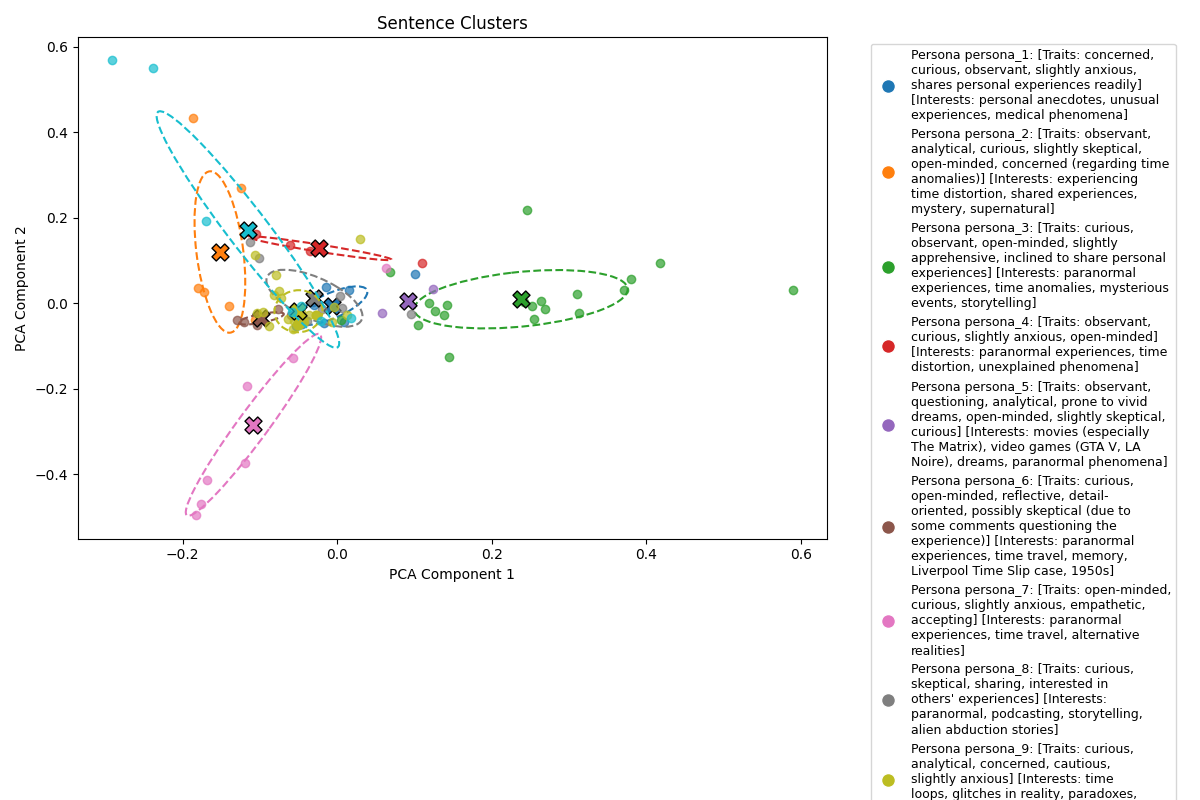 Sentence Clusters
0.6
0.4
0.2
0.0
−0.2
−0.4
PCA Component 2
−0.2
0.0
0.2
0.4
0.6
PCA Component 1
Persona persona_1: [Traits: concerned,
curious, observant, slightly anxious,
shares personal experiences readily]
[Interests: personal anecdotes, unusual
experiences, medical phenomena]
Persona persona_2: [Traits: observant,
analytical, curious, slightly skeptical,
open-minded, concerned (regarding time
anomalies)] [Interests: experiencing
time distortion, shared experiences,
mystery, supernatural]
Persona persona_3: [Traits: curious,
observant, open-minded, slightly
apprehensive, inclined to share personal
experiences] [Interests: paranormal
experiences, time anomalies, mysterious
events, storytelling]
Persona persona_4: [Traits: observant,
curious, slightly anxious, open-minded]
[Interests: paranormal experiences, time
distortion, unexplained phenomena]
Persona persona_5: [Traits: observant,
questioning, analytical, prone to vivid
dreams, open-minded, slightly skeptical,
curious] [Interests: movies (especially
The Matrix), video games (GTA V, LA
Noire), dreams, paranormal phenomena]
Persona persona_6: [Traits: curious,
open-minded, reflective, detail-
oriented, possibly skeptical (due to
some comments questioning the
experience)] [Interests: paranormal
experiences, time travel, memory,
Liverpool Time Slip case, 1950s]
Persona persona_7: [Traits: open-minded,
curious, slightly anxious, empathetic,
accepting] [Interests: paranormal
experiences, time travel, alternative
realities]
Persona persona_8: [Traits: curious,
skeptical, sharing, interested in
others' experiences] [Interests:
paranormal, podcasting, storytelling,
alien abduction stories]
Persona persona_9: [Traits: curious,
analytical, concerned, cautious,
slightly anxious] [Interests: time
loops, glitches in reality, paradoxes,